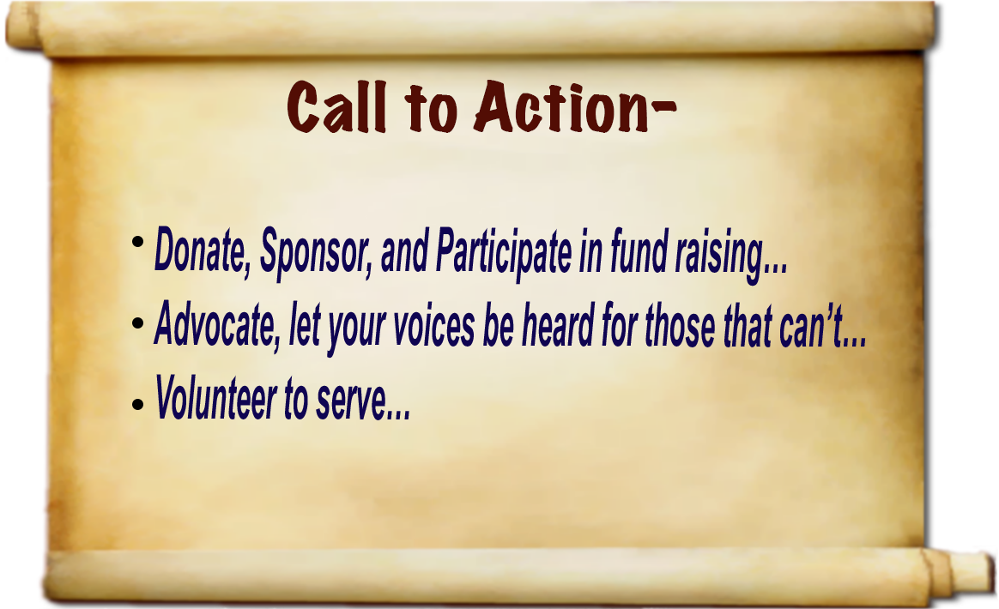 Call to Action-
• Donate, Sponsor, and Participate in fund raising...
• Advocate, let your voices be heard for those that can’t...
• Volunteer to serve...